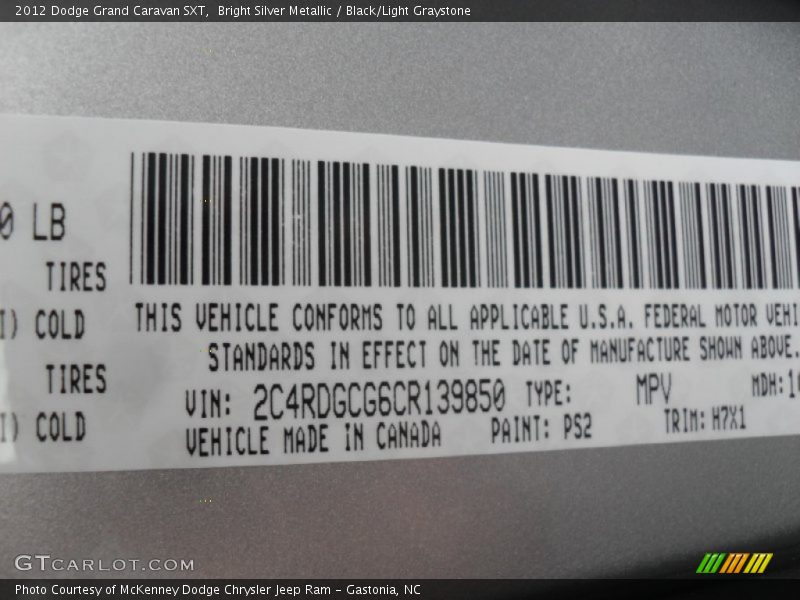 2012 Dodge Grand Caravan SXT,  Bright Silver Metallic / Black/Light Graystone
0 LB
TIRES
I) COLD
TIRES
I) COLD
THIS VEHICLE CONFORMS TO ALL APPLICABLE U.S.A. FEDERAL MOTOR VEHI
STANDARDS IN EFFECT ON THE DATE OF MANUFACTURE SHOWN ABOVE.
VIN: 2C4RDGCG6CR139850 TYPE: MPV MDH:
VEHICLE MADE IN CANADA PAINT: PS2 TRIM: H7X1
GTCARLOT.COM
Photo Courtesy of McKenney Dodge Chrysler Jeep Ram – Gastonia, NC